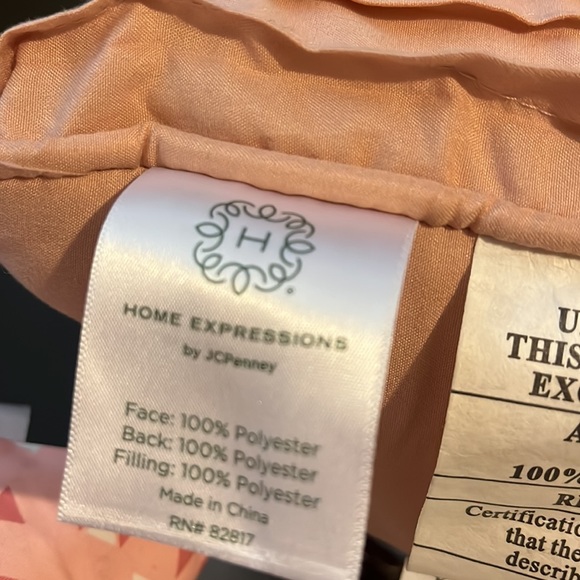 H
HOME EXPRESSIONS
by JCPenney
Face: 100% Polyester
Back: 100% Polyester
Filling: 100% Polyester
Made in China
RN# 82817
U
THIS
EXC
A
100%
R
Certificatio
that the
describ